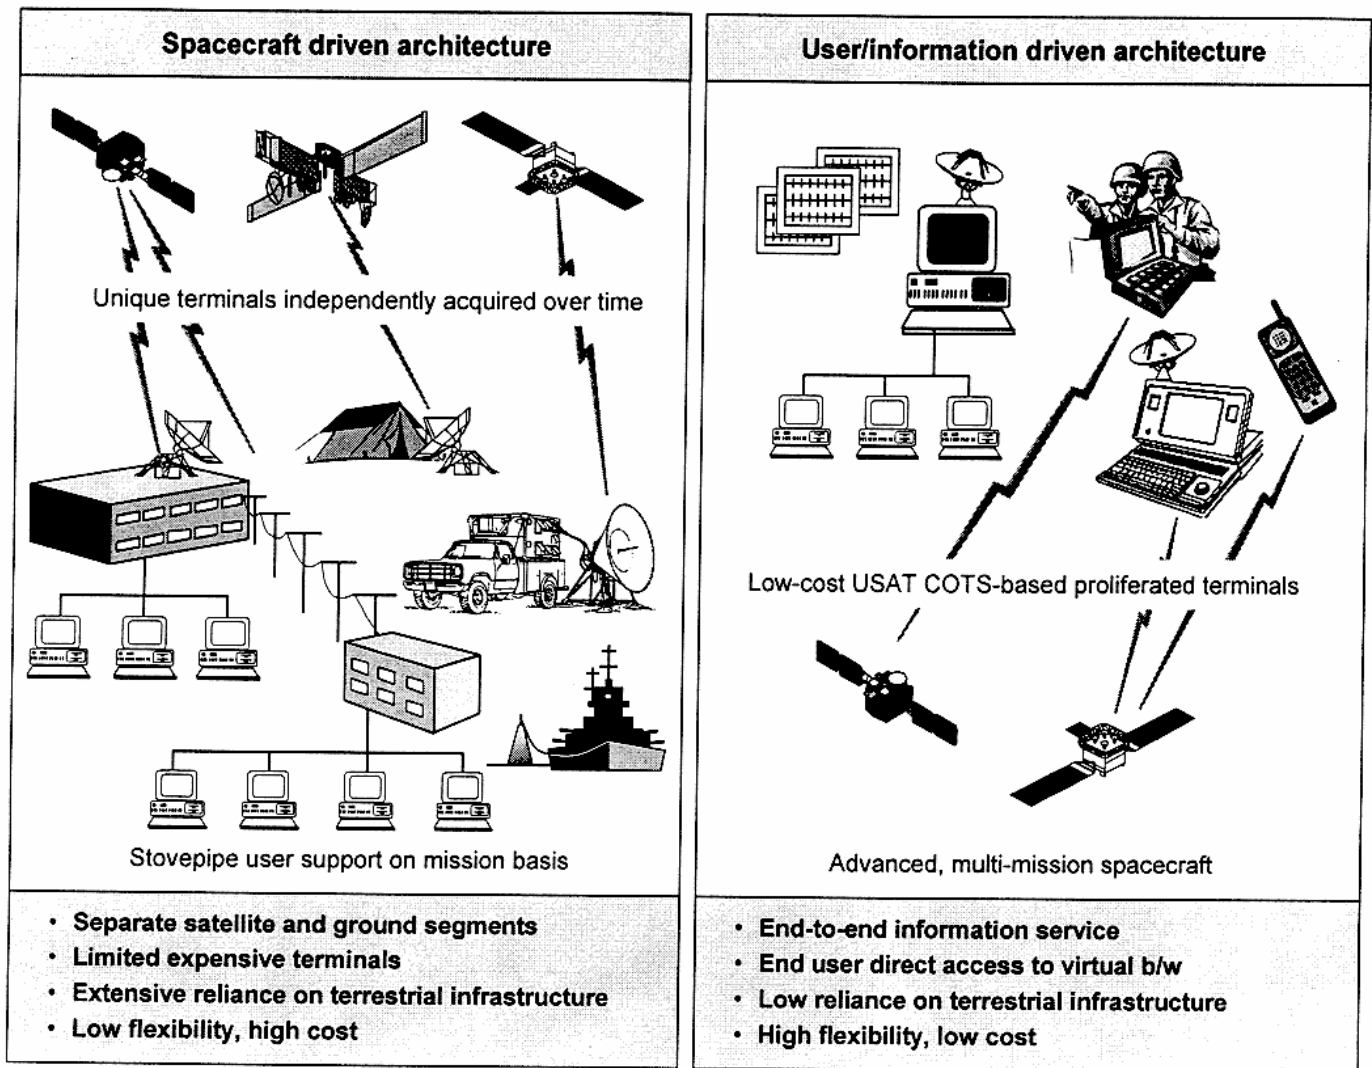 Spacecraft driven architecture
Unique terminals independently acquired over time
Stovepipe user support on mission basis
• Separate satellite and ground segments
• Limited expensive terminals
• Extensive reliance on terrestrial infrastructure
• Low flexibility, high cost
User/information driven architecture
Low-cost USAT COTS-based proliferated terminals
Advanced, multi-mission spacecraft
• End-to-end information service
• End user direct access to virtual b/w
• Low reliance on terrestrial infrastructure
• High flexibility, low cost